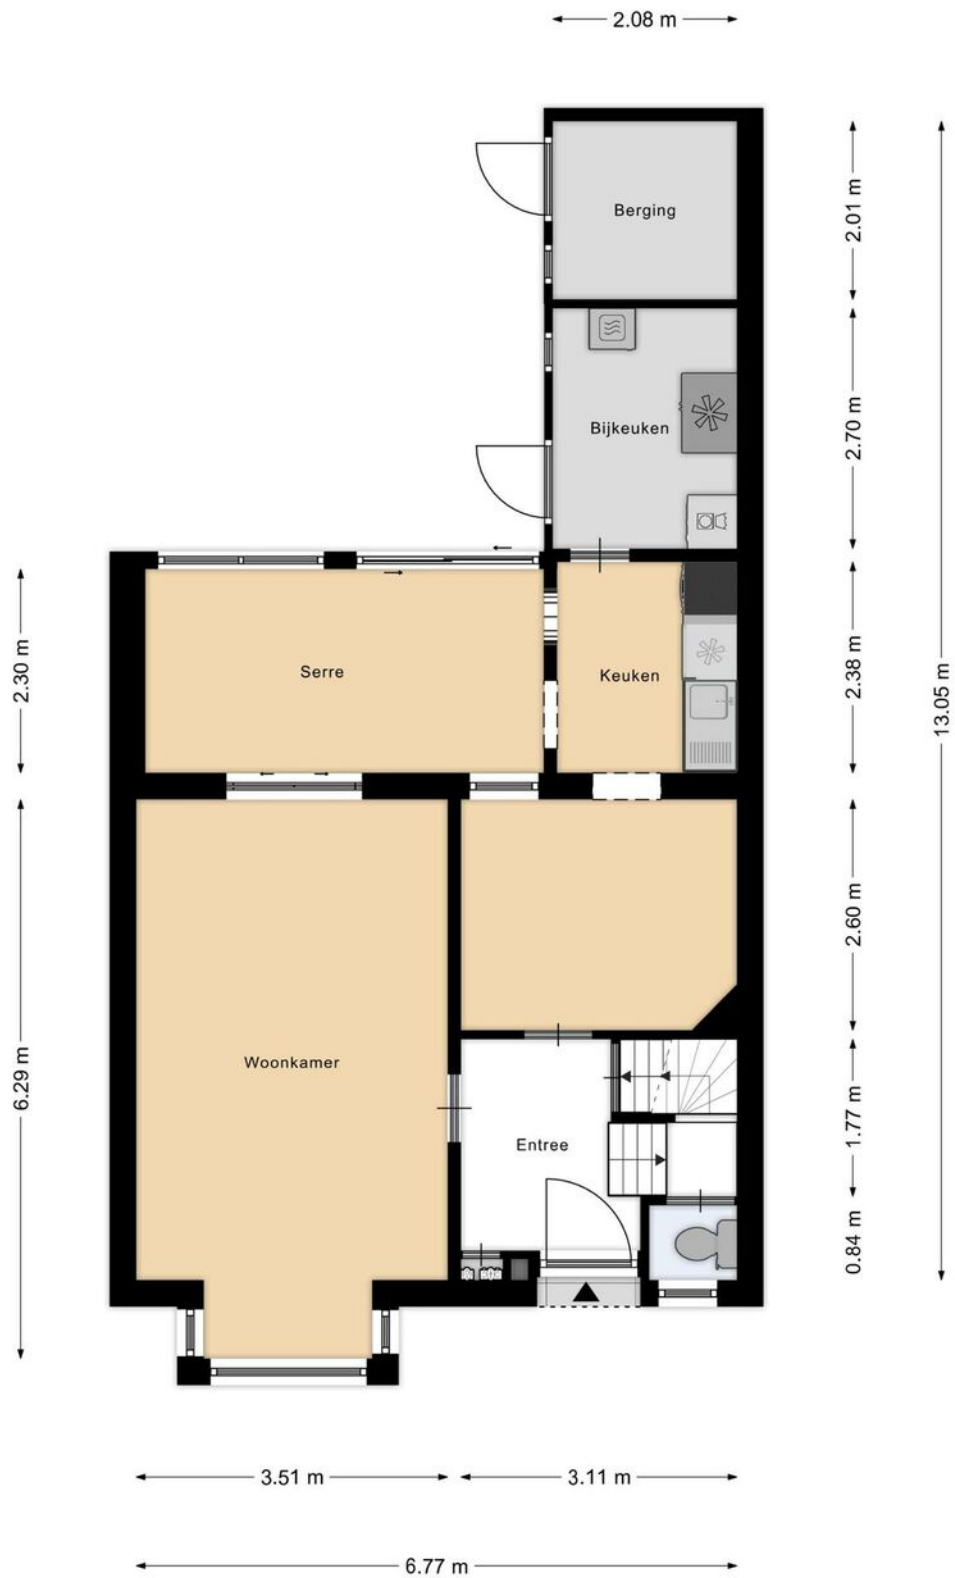 2.08 m
Berging
2.01 m
Bijkeuken
2.70 m
13.05 m
Serre
Keuken
2.30 m
2.38 m
2.60 m
Woonkamer
6.29 m
Entree
1.77 m
0.84 m
3.51 m
3.11 m
6.77 m